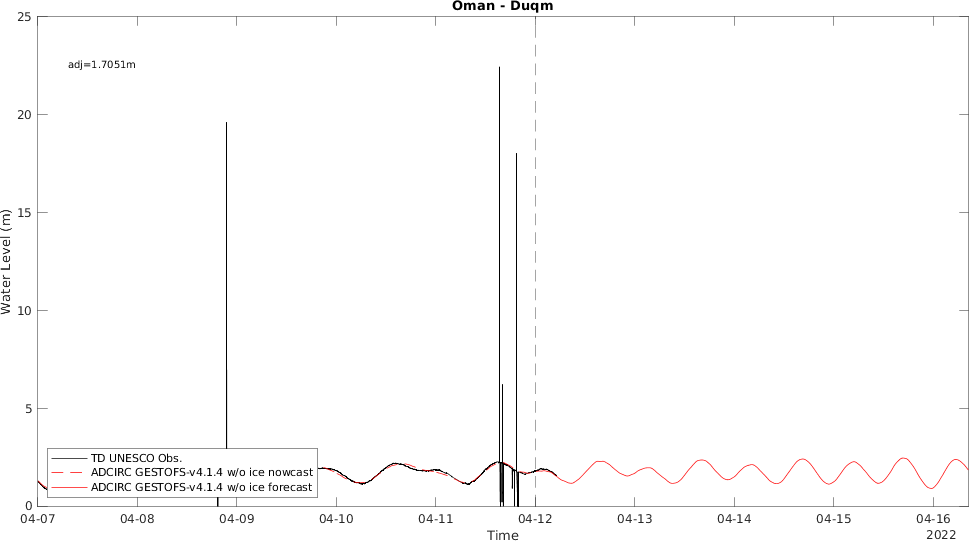 Oman - Duqm
25
adj=1.7051m
20
15
Water Level (m)
10
5
TD UNESCO Obs.
ADCIRC GESTOFS-v4.1.4 w/o ice nowcast
ADCIRC GESTOFS-v4.1.4 w/o ice forecast
0
04-07 04-08 04-09 04-10 04-11 04-12 04-13 04-14 04-15 04-16
Time
2022